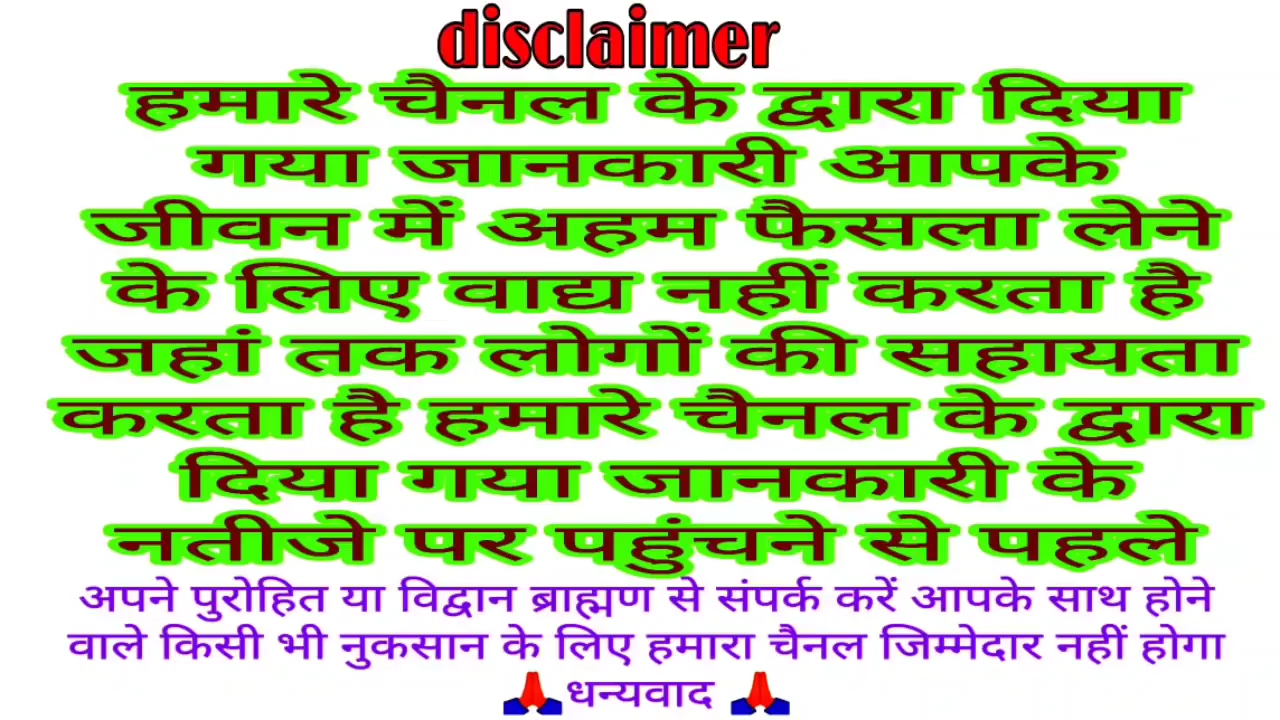 disclaimer
हमारे चैनल के द्वारा दिया
गया जानकारी आपके
जीवन में अहम फैसला लेने
के लिए वाद्य नहीं करता है
जहां तक लोगों की सहायता
करता है हमारे चैनल के द्वारा
दिया गया जानकारी के
नतीजे पर पहुंचने से पहले
अपने पुरोहित या विद्वान ब्राह्मण से संपर्क करें आपके साथ होने
वाले किसी भी नुकसान के लिए हमारा चैनल जिम्मेदार नहीं होगा
🙏धन्यवाद 🙏